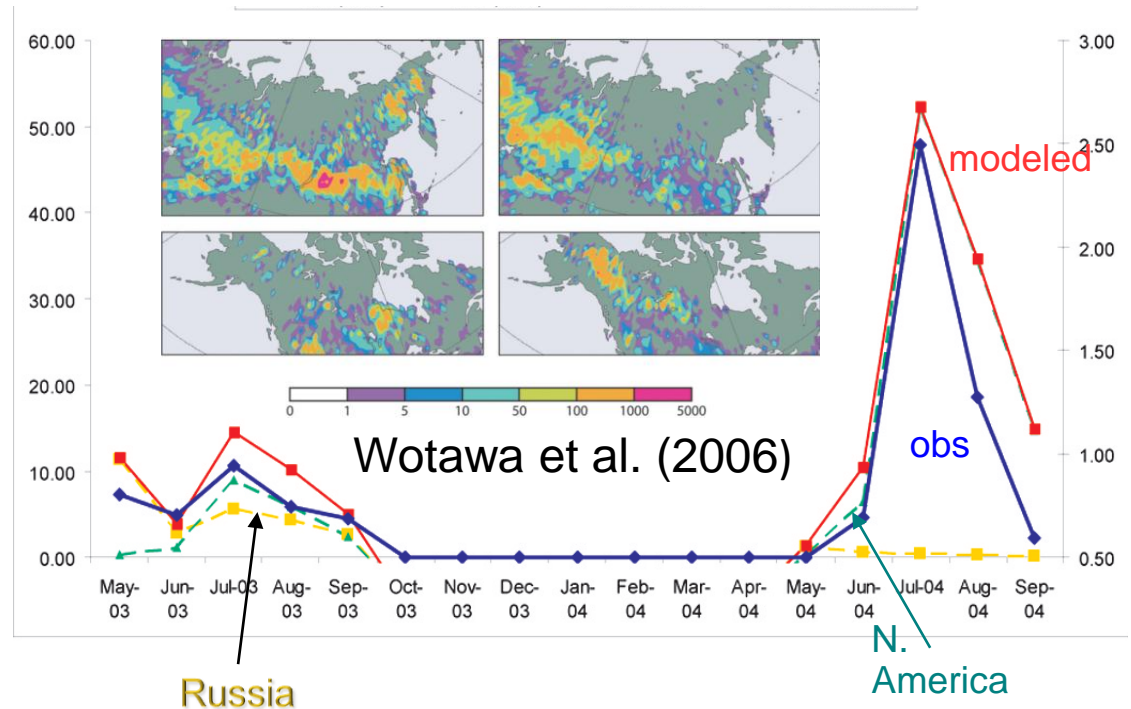 60.00
50.00
40.00
30.00
20.00
10.00
0.00
3.00
2.50
2.00
1.50
1.00
0.50
modeled
obs
0 1 5 10 50 100 1000 5000
Wotawa et al. (2006)
May- Jun- Jul-03 Aug- Sep- Oct- Nov- Dec- Jan- Feb- Mar- Apr- May- Jun- Jul-04 Aug- Sep-
03 03 03 03 03 03 03 04 04 04 04 04 04 04 04
N.
America
Russia